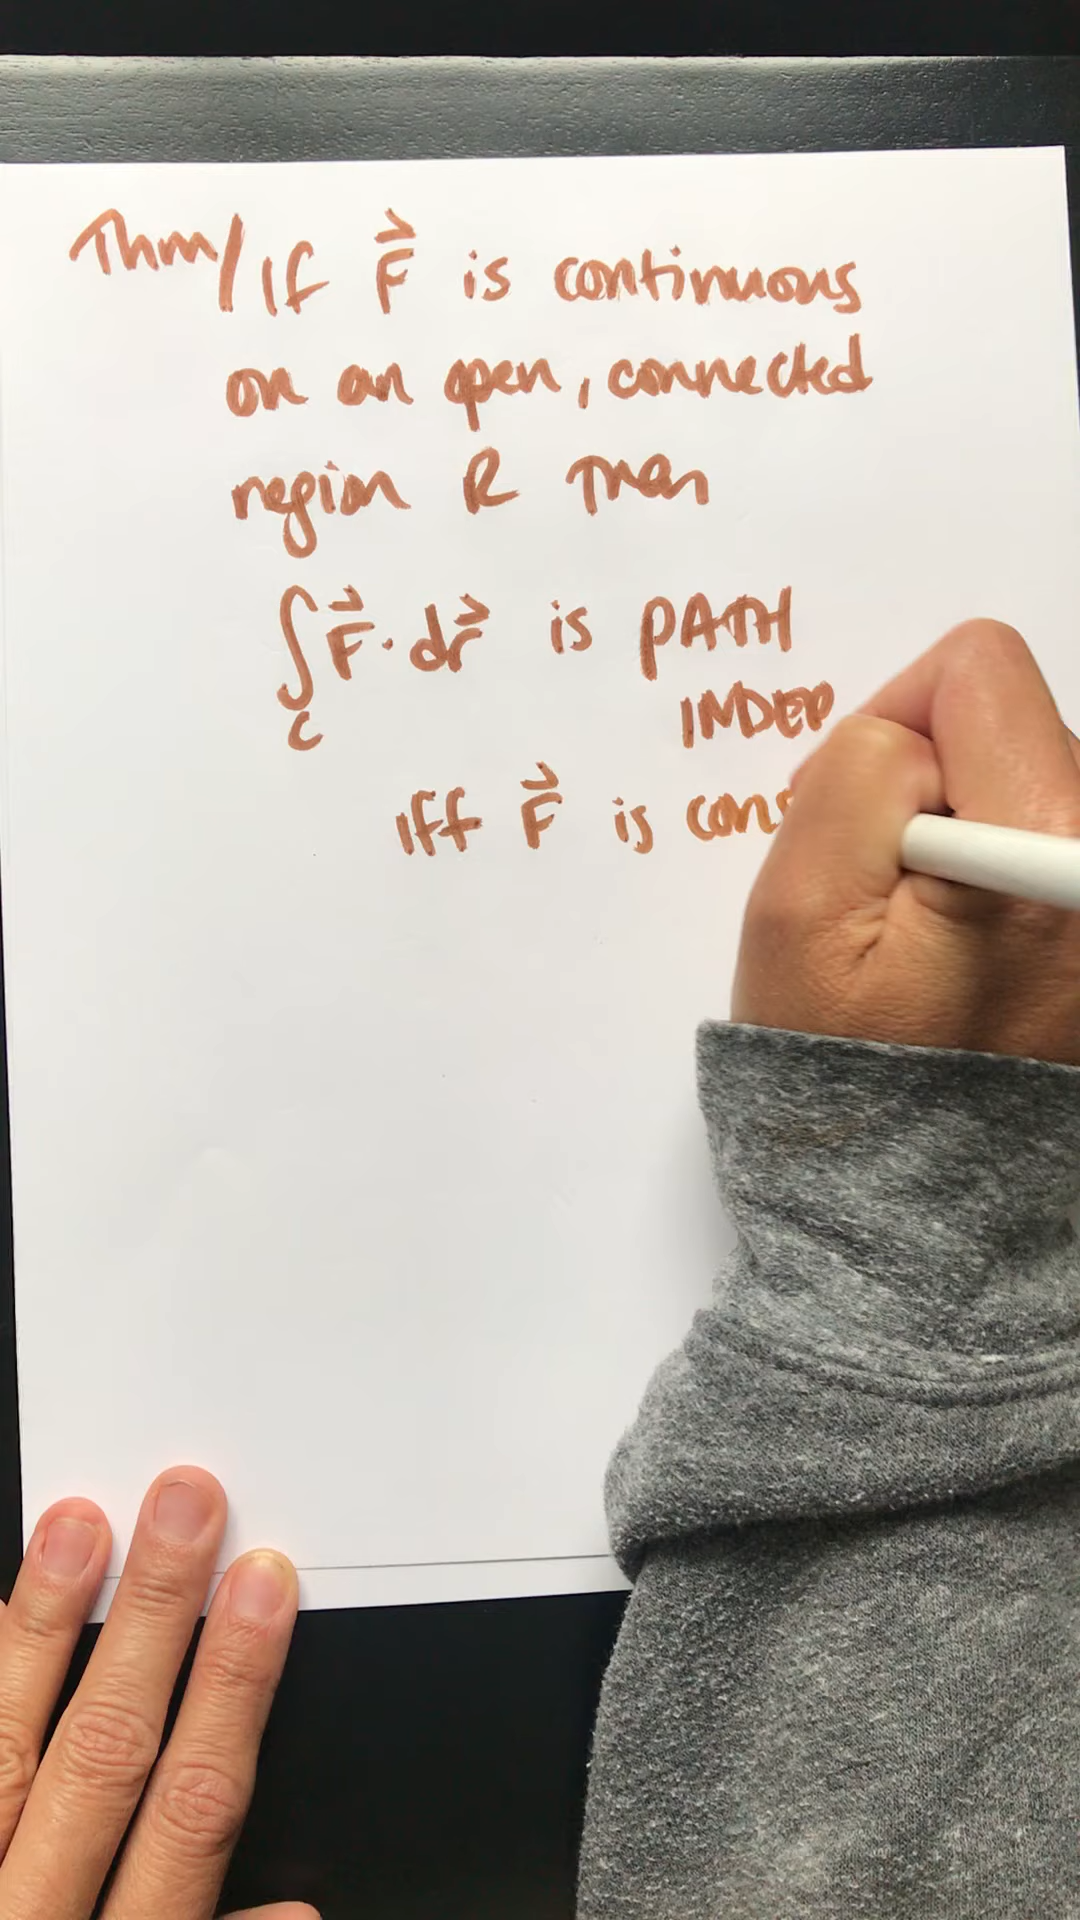 Thm/ If F⃗ is continuous
on an open, connected
region R then
∫F⃗·dr⃗ is PATH
C INDEP
iff F⃗ is cons